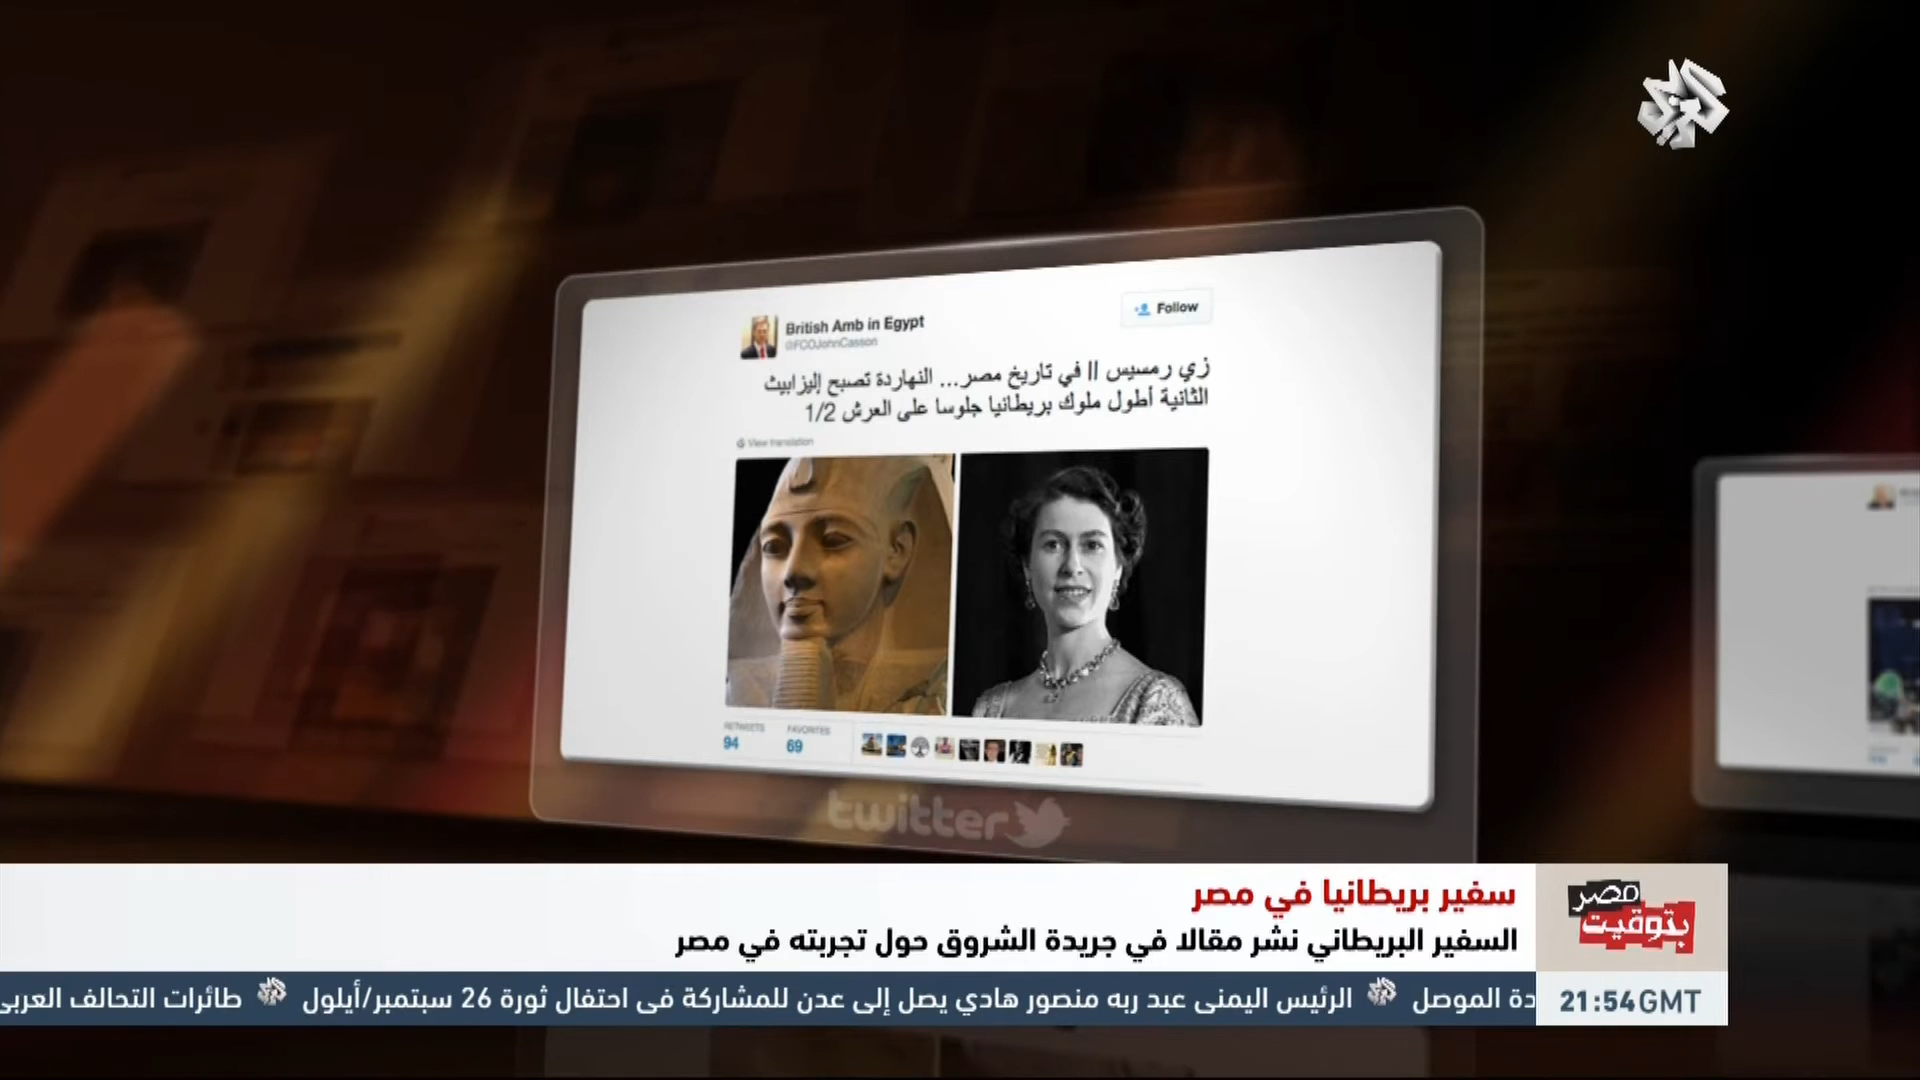 العربي
British Amb in Egypt
@FCOJohnCasson
Follow
زي رمسيس || في تاريخ مصر... النهاردة تصبح إليزابيث
الثانية أطول ملوك بريطانيا جلوسا على العرش 1/2
View translation
RETWEETS
94
FAVORITES
69
twitter
سفير بريطانيا في مصر
السفير البريطاني نشر مقالا في جريدة الشروق حول تجربته في مصر
مصر
بتوقيت
دة الموصل
الرئيس اليمنى عبد ربه منصور هادي يصل إلى عدن للمشاركة فى احتفال ثورة 26 سبتمبر/أيلول
طائرات التحالف العربى
21:54GMT